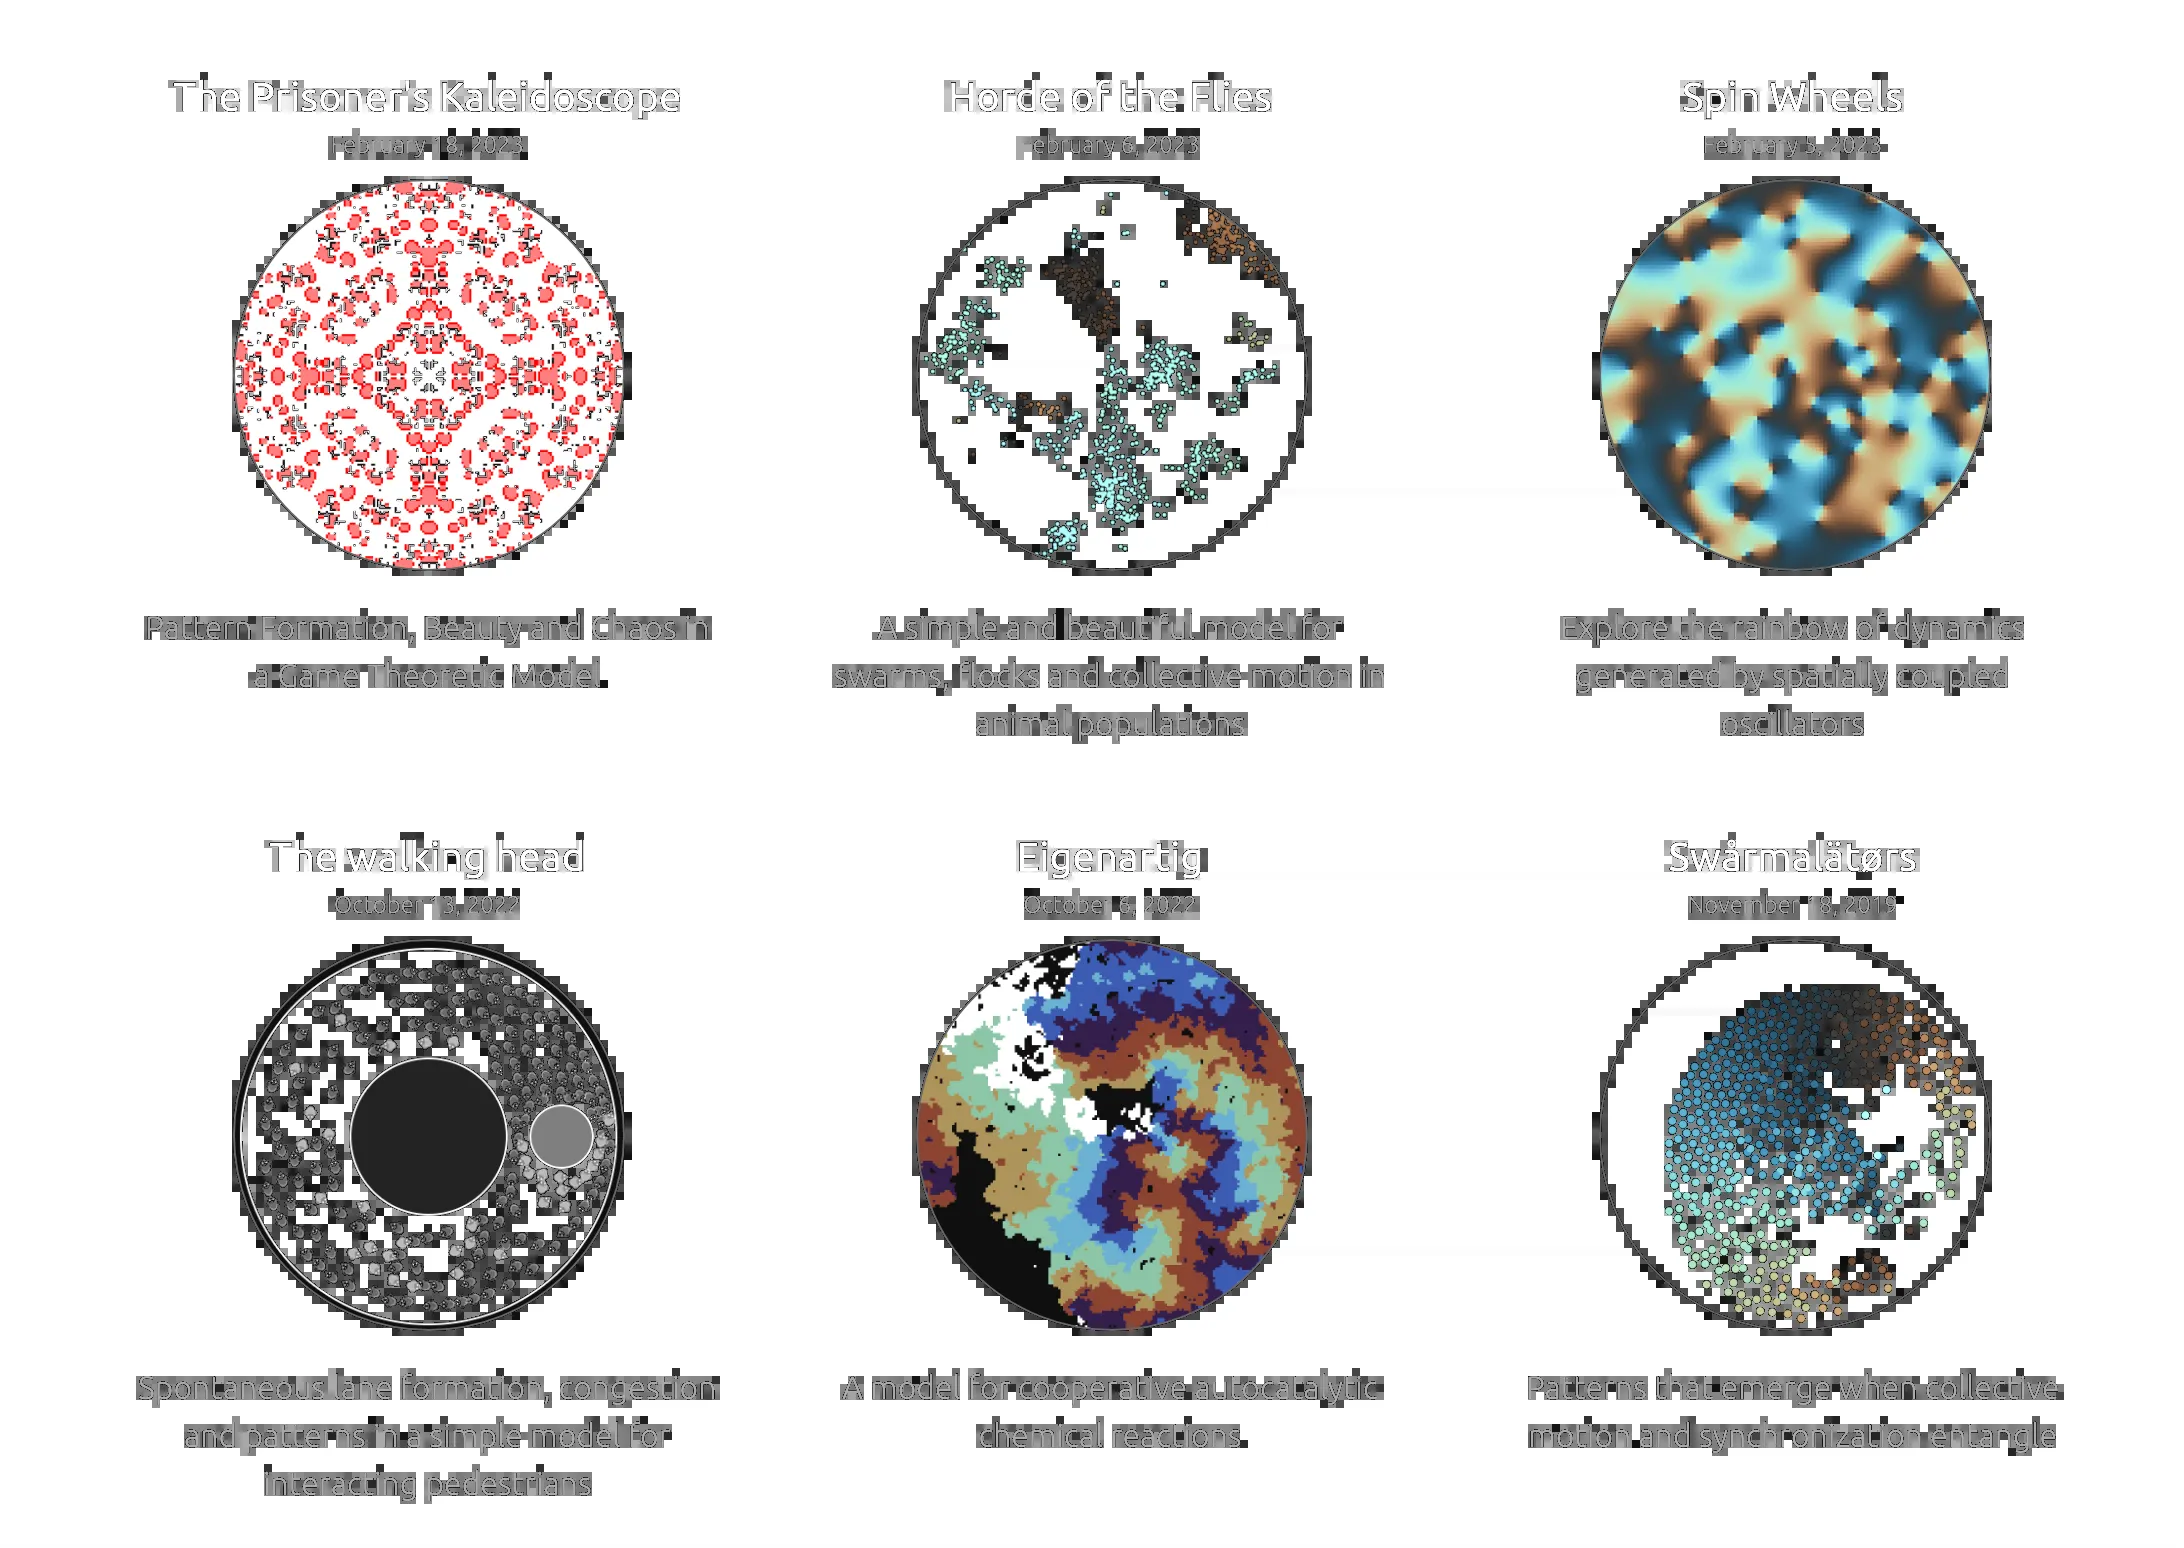 The Prisoner's Kaleidoscope
February 18, 2023
Pattern Formation, Beauty and Chaos in
a Game Theoretic Model.
Horde of the Flies
February 6, 2023
A simple and beautiful model for
swarms, flocks and collective motion in
animal populations
Spin Wheels
February 5, 2023
Explore the rainbow of dynamics
generated by spatially coupled
oscillators
The walking head
October 13, 2022
Spontaneous lane formation, congestion
and patterns in a simple model for
interacting pedestrians
Eigenartig
October 6, 2022
A model for cooperative autocatalytic
chemical reactions.
Swårmalätørs
November 18, 2019
Patterns that emerge when collective
motion and synchronization entangle